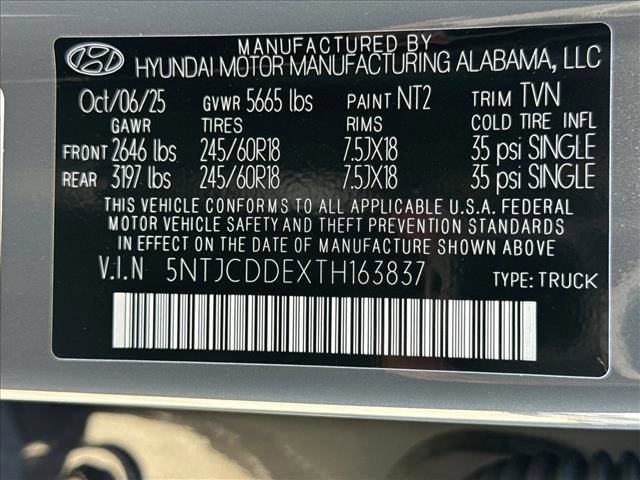 MANUFACTURED BY
HYUNDAI MOTOR MANUFACTURING ALABAMA, LLC
Oct/06/25 GVWR 5665 lbs PAINT NT2 TRIM TVN
GAWR TIRES RIMS COLD TIRE INFL
FRONT 2646 lbs 245/60R18 7.5JX18 35 psi SINGLE
REAR 3197 lbs 245/60R18 7.5JX18 35 psi SINGLE
THIS VEHICLE CONFORMS TO ALL APPLICABLE U.S.A. FEDERAL
MOTOR VEHICLE SAFETY AND THEFT PREVENTION STANDARDS
IN EFFECT ON THE DATE OF MANUFACTURE SHOWN ABOVE
V.I.N 5NTJCDDEXTH163837 TYPE: TRUCK